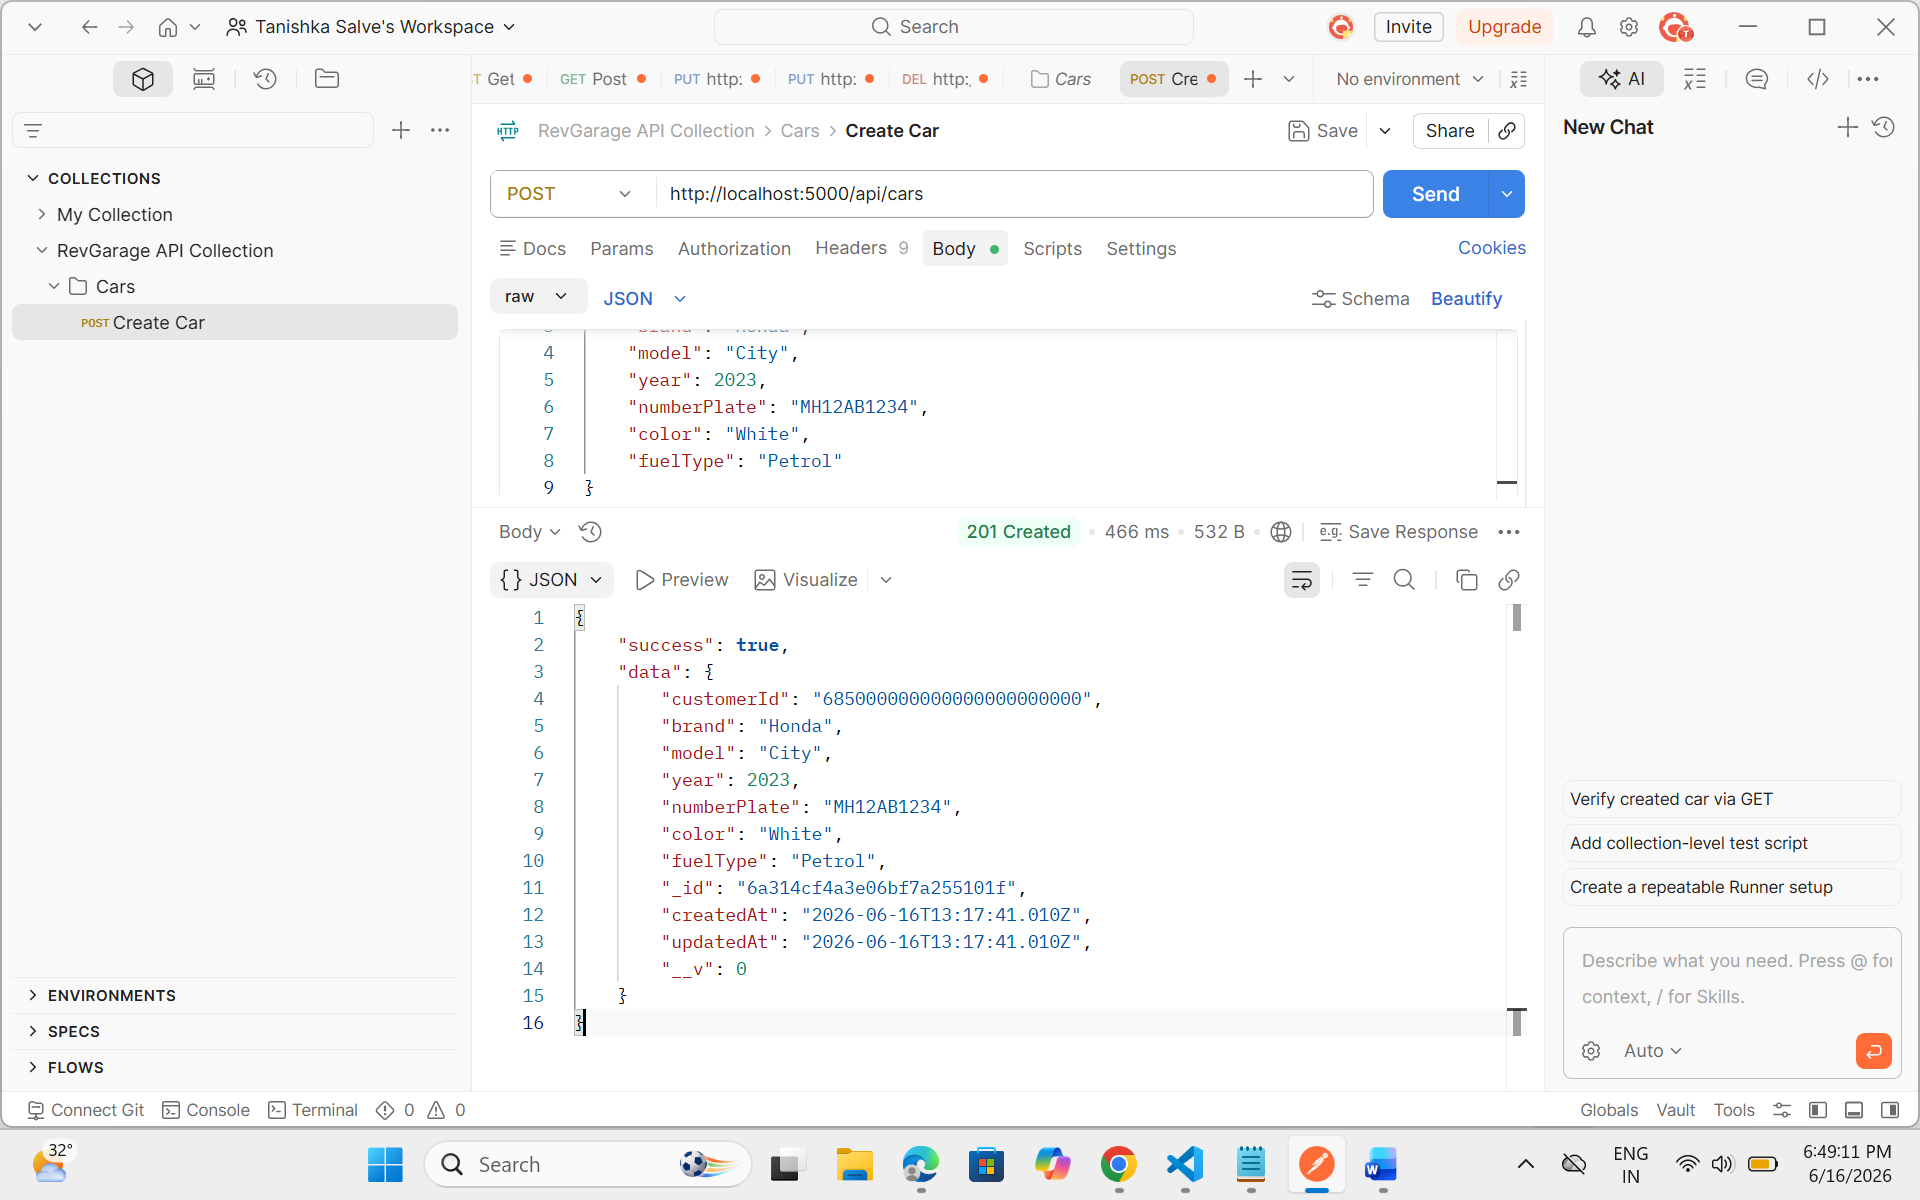 Tanishka Salve's Workspace
Search
Invite
Upgrade
T Get
GET Post
PUT http:
PUT http:
DEL http:
Cars
POST Cre
No environment
AI
HTTP
RevGarage API Collection > Cars > Create Car
Save
Share
New Chat
COLLECTIONS
My Collection
RevGarage API Collection
Cars
POST Create Car
POST
http://localhost:5000/api/cars
Send
Docs
Params
Authorization
Headers 9
Body
Scripts
Settings
Cookies
raw
JSON
Schema
Beautify
3 "brand": "Honda",
4 "model": "City",
5 "year": 2023,
6 "numberPlate": "MH12AB1234",
7 "color": "White",
8 "fuelType": "Petrol"
9 }
Body
201 Created
466 ms
532 B
e.g. Save Response
{} JSON
Preview
Visualize
1 {
2 "success": true,
3 "data": {
4 "customerId": "685000000000000000000000",
5 "brand": "Honda",
6 "model": "City",
7 "year": 2023,
8 "numberPlate": "MH12AB1234",
9 "color": "White",
10 "fuelType": "Petrol",
11 "_id": "6a314cf4a3e06bf7a255101f",
12 "createdAt": "2026-06-16T13:17:41.010Z",
13 "updatedAt": "2026-06-16T13:17:41.010Z",
14 "__v": 0
15 }
16 }
Verify created car via GET
Add collection-level test script
Create a repeatable Runner setup
Describe what you need. Press @ for
context, / for Skills.
Auto
ENVIRONMENTS
SPECS
FLOWS
Connect Git
Console
Terminal
0
0
Globals
Vault
Tools
32°
Search
ENG
IN
6:49:11 PM
6/16/2026